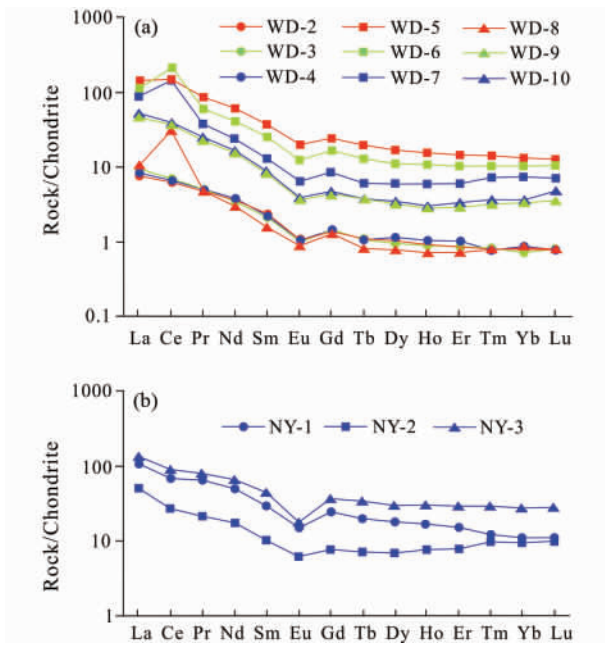 (a)
WD-2 WD-5 WD-8
WD-3 WD-6 WD-9
WD-4 WD-7 WD-10
1000
100
10
1
0.1
Rock/Chondrite
La Ce Pr Nd Sm Eu Gd Tb Dy Ho Er Tm Yb Lu
(b)
NY-1 NY-2 NY-3
1000
100
10
1
Rock/Chondrite
La Ce Pr Nd Sm Eu Gd Tb Dy Ho Er Tm Yb Lu